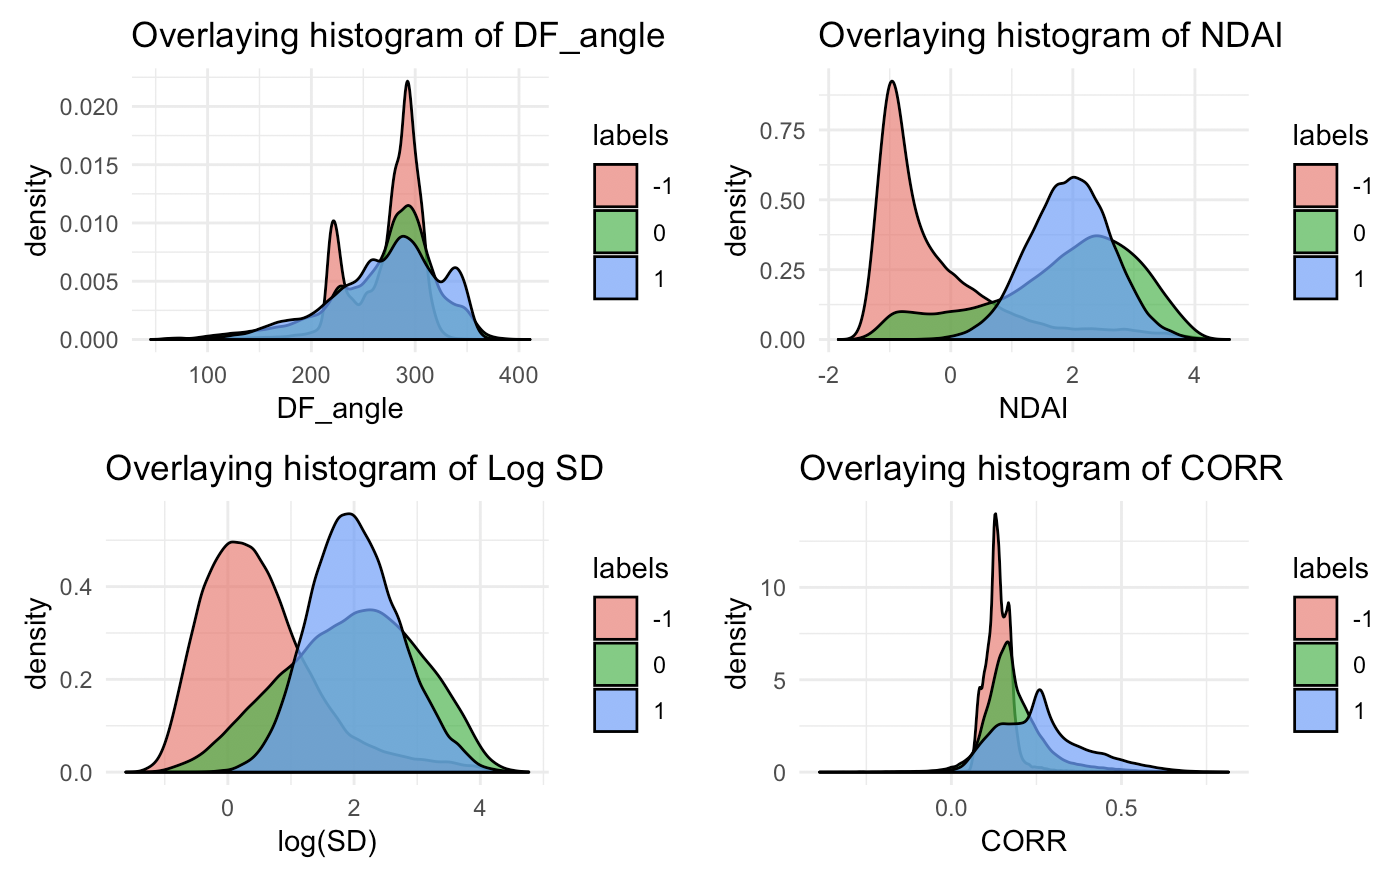 Overlaying histogram of DF_angle
density
0.020
0.015
0.010
0.005
0.000
100 200 300 400
DF_angle
labels
-1
0
1
Overlaying histogram of NDAI
density
0.75
0.50
0.25
0.00
-2 0 2 4
NDAI
labels
-1
0
1
Overlaying histogram of Log SD
density
0.4
0.2
0.0
0 2 4
log(SD)
labels
-1
0
1
Overlaying histogram of CORR
density
10
5
0
0.0 0.5
CORR
labels
-1
0
1